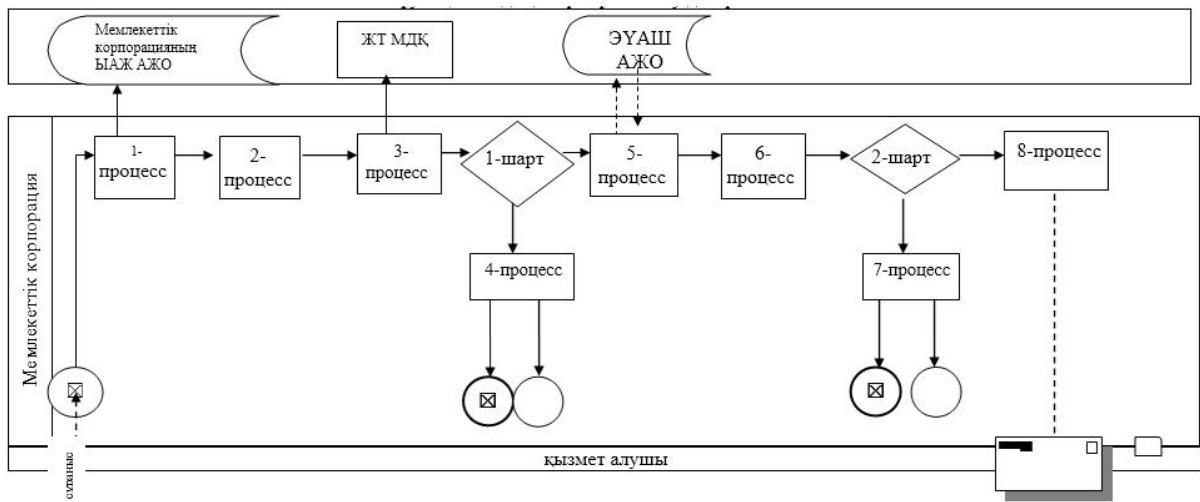 Мемлекеттік
корпорацияның
ЫАЖ АЖО
ЖТ МДҚ
ЭҮАШ
АЖО
Мемлекеттік корпорация
1-
процесс
2-
процесс
3-
процесс
1-шарт
5-
процесс
6-
процесс
2-шарт
8-процесс
4-процесс
7-процесс
сұраныс
қызмет алушы